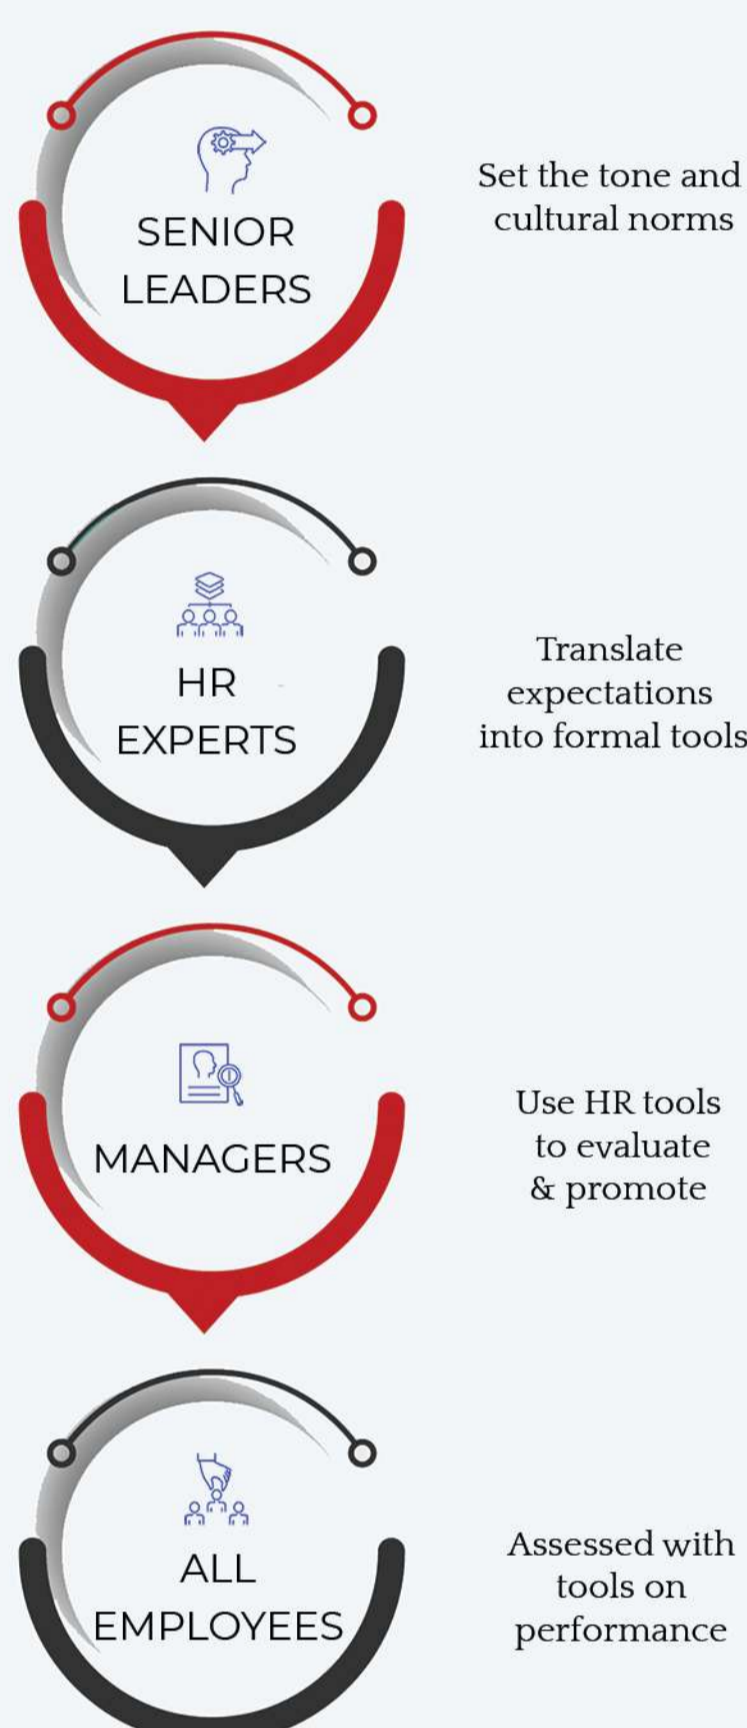 SENIOR
LEADERS
Set the tone and
cultural norms
HR
EXPERTS
Translate
expectations
into formal tools
MANAGERS
Use HR tools
to evaluate
& promote
ALL
EMPLOYEES
Assessed with
tools on
performance